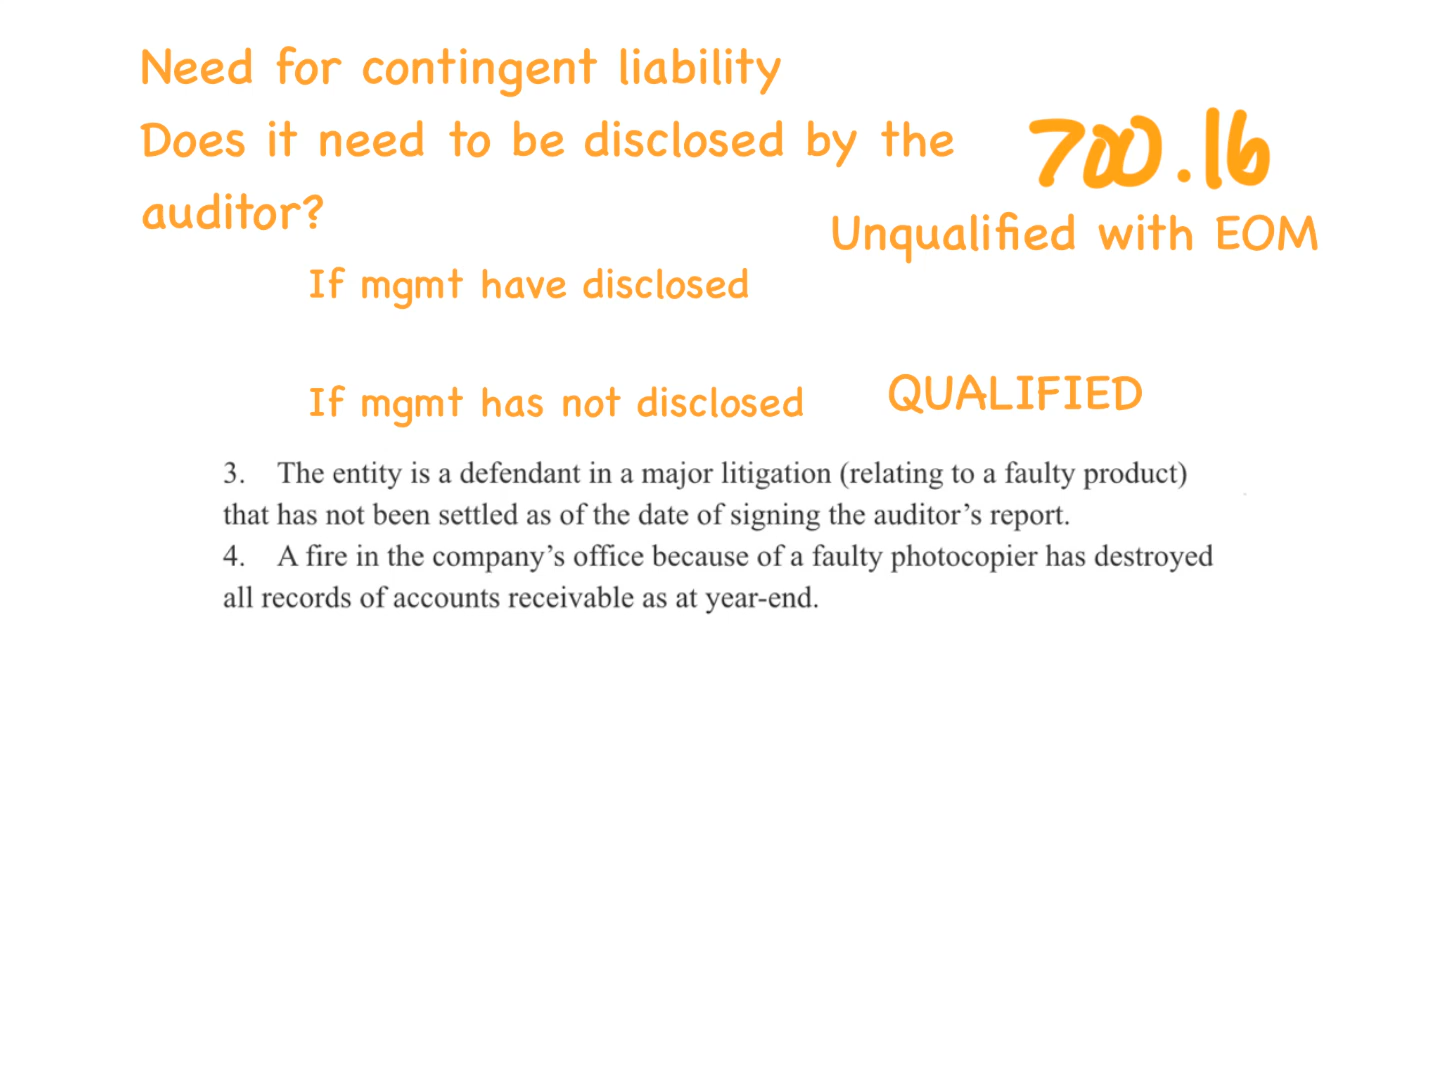 Need for contingent liability
Does it need to be disclosed by the
auditor?
700.16
Unqualified with EOM
If mgmt have disclosed
If mgmt has not disclosed
QUALIFIED
3. The entity is a defendant in a major litigation (relating to a faulty product)
that has not been settled as of the date of signing the auditor’s report.
4. A fire in the company’s office because of a faulty photocopier has destroyed
all records of accounts receivable as at year-end.